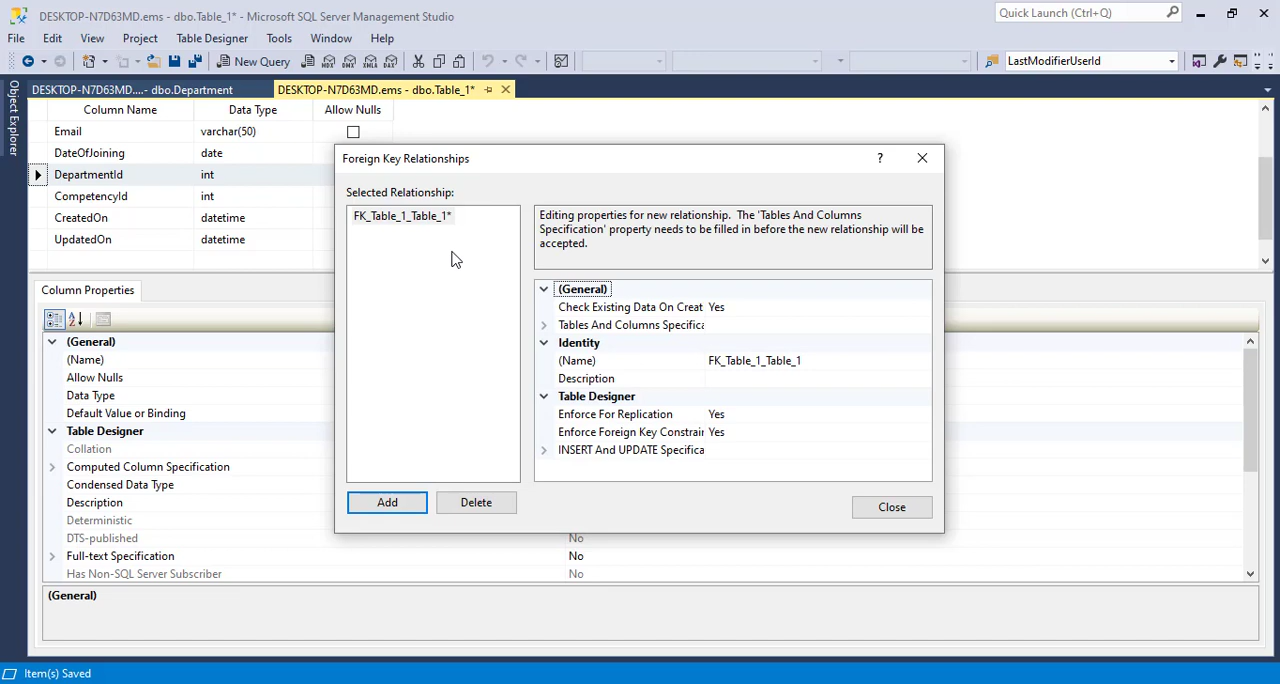 DESKTOP-N7D63MD.ems - dbo.Table_1* - Microsoft SQL Server Management Studio
Quick Launch (Ctrl+Q)
File Edit View Project Table Designer Tools Window Help
New Query
MDX DMX XMLA DAX
LastModifierUserId
Object Explorer
DESKTOP-N7D63MD....- dbo.Department
DESKTOP-N7D63MD.ems - dbo.Table_1*
Column Name Data Type Allow Nulls
Email varchar(50)
DateOfJoining date
DepartmentId int
CompetencyId int
CreatedOn datetime
UpdatedOn datetime
Column Properties
(General)
(Name)
Allow Nulls
Data Type
Default Value or Binding
Table Designer
Collation
Computed Column Specification
Condensed Data Type
Description
Deterministic
DTS-published No
Full-text Specification No
Has Non-SQL Server Subscriber No
(General)
Foreign Key Relationships
?
Selected Relationship:
FK_Table_1_Table_1*
Editing properties for new relationship. The 'Tables And Columns
Specification' property needs to be filled in before the new relationship will be
accepted.
(General)
Check Existing Data On Creat Yes
Tables And Columns Specifica
Identity
(Name) FK_Table_1_Table_1
Description
Table Designer
Enforce For Replication Yes
Enforce Foreign Key Constrair Yes
INSERT And UPDATE Specifica
Add Delete Close
Item(s) Saved